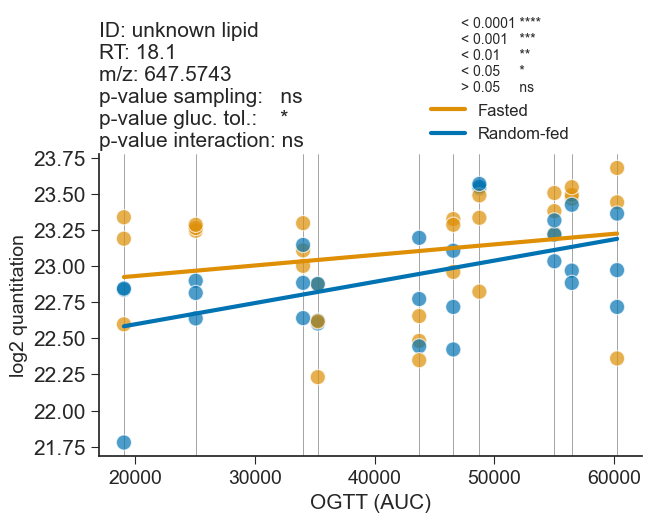 ID: unknown lipid
RT: 18.1
m/z: 647.5743
p-value sampling: ns
p-value gluc. tol.: *
p-value interaction: ns
< 0.0001 ****
< 0.001 ***
< 0.01 **
< 0.05 *
> 0.05 ns
Fasted
Random-fed
23.75
23.50
23.25
23.00
22.75
22.50
22.25
22.00
21.75
log2 quantitation
20000 30000 40000 50000 60000
OGTT (AUC)